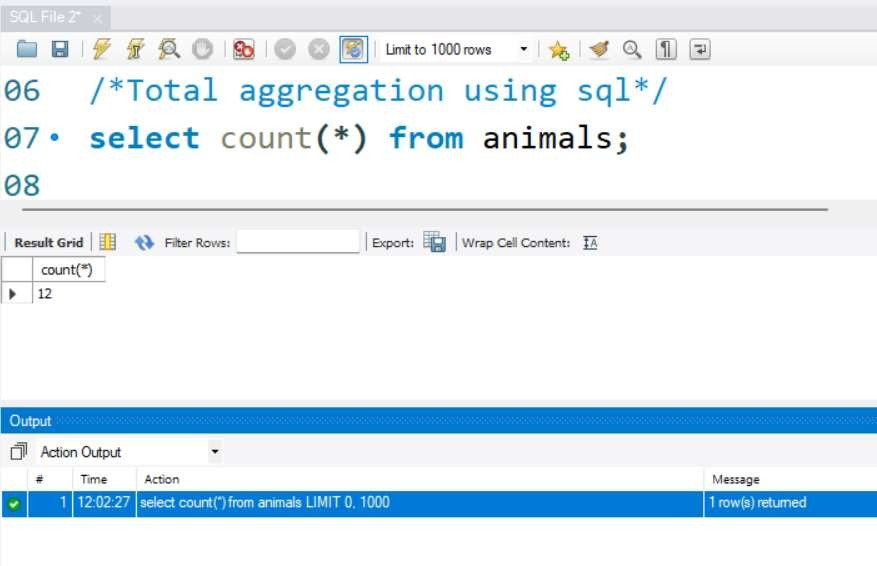 SQL File 2* ×
Limit to 1000 rows
06 /*Total aggregation using sql*/
07 select count(*) from animals;
08
Result Grid Filter Rows: Export: Wrap Cell Content: IA
count(*)
12
Output
Action Output
# Time Action Message
1 12:02:27 select count(*) from animals LIMIT 0, 1000 1 row(s) returned